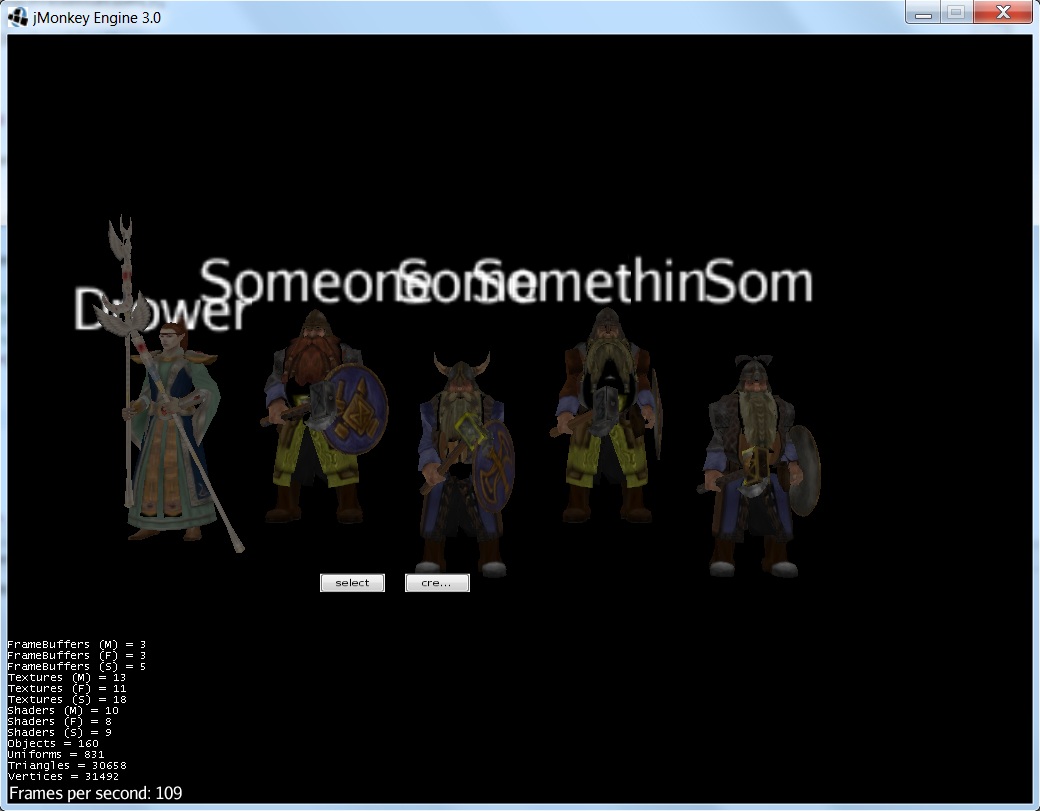 jMonkey Engine 3.0
Someone Some Somethin Som
Drower
select cre...
FrameBuffers (M) = 3
FrameBuffers (F) = 3
FrameBuffers (S) = 5
Textures (M) = 13
Textures (F) = 11
Textures (S) = 18
Shaders (M) = 10
Shaders (F) = 8
Shaders (S) = 9
Objects = 160
Uniforms = 831
Triangles = 30658
Vertices = 31492
Frames per second: 109